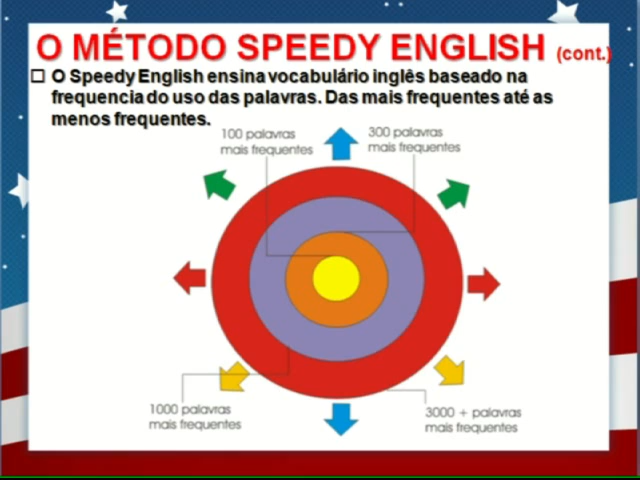 O MÉTODO SPEEDY ENGLISH (cont.)
O Speedy English ensina vocabulário inglês baseado na
frequencia do uso das palavras. Das mais frequentes até as
menos frequentes.
100 palavras
mais frequentes
300 palavras
mais frequentes
1000 palavras
mais frequentes
3000 + palavras
mais frequentes